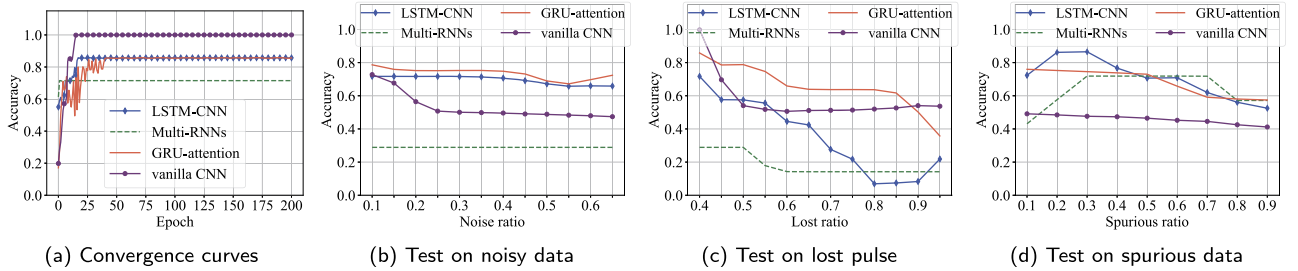 Accuracy
1.0
0.8
0.6
0.4
0.2
0.0
LSTM-CNN
Multi-RNNs
GRU-attention
vanilla CNN
0 25 50 75 100 125 150 175 200
Epoch
(a) Convergence curves
LSTM-CNN GRU-attention
Multi-RNNs vanilla CNN
Accuracy
1.0
0.8
0.6
0.4
0.2
0.0
0.1 0.2 0.3 0.4 0.5 0.6
Noise ratio
(b) Test on noisy data
LSTM-CNN GRU-attention
Multi-RNNs vanilla CNN
Accuracy
1.0
0.8
0.6
0.4
0.2
0.0
0.4 0.5 0.6 0.7 0.8 0.9
Lost ratio
(c) Test on lost pulse
LSTM-CNN GRU-attention
Multi-RNNs vanilla CNN
Accuracy
1.0
0.8
0.6
0.4
0.2
0.0
0.1 0.2 0.3 0.4 0.5 0.6 0.7 0.8 0.9
Spurious ratio
(d) Test on spurious data